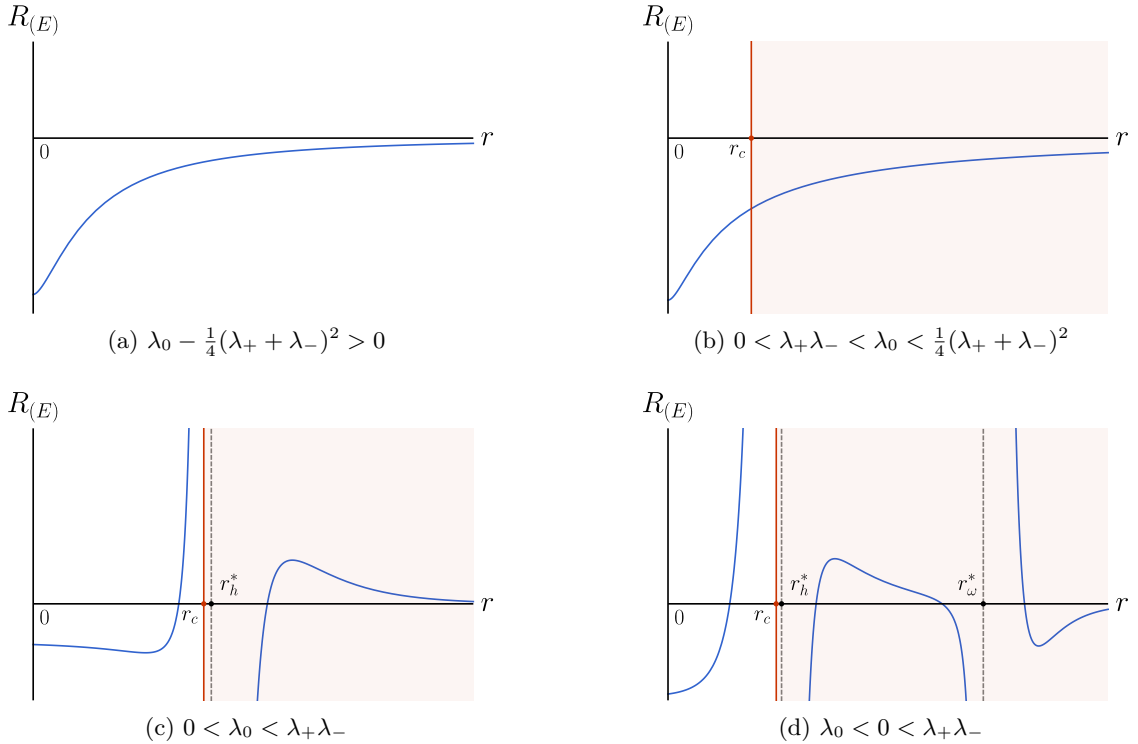 R_{(E)} R_{(E)}
r r
0 0 r_c
(a) λ_0 − \frac{1}{4}(λ_+ + λ_−)^2 > 0
(b) 0 < λ_+λ_− < λ_0 < \frac{1}{4}(λ_+ + λ_−)^2
R_{(E)} R_{(E)}
r_h^* r_h^* r_ω^*
r r
0 r_c 0 r_c
(c) 0 < λ_0 < λ_+λ_−
(d) λ_0 < 0 < λ_+λ_−